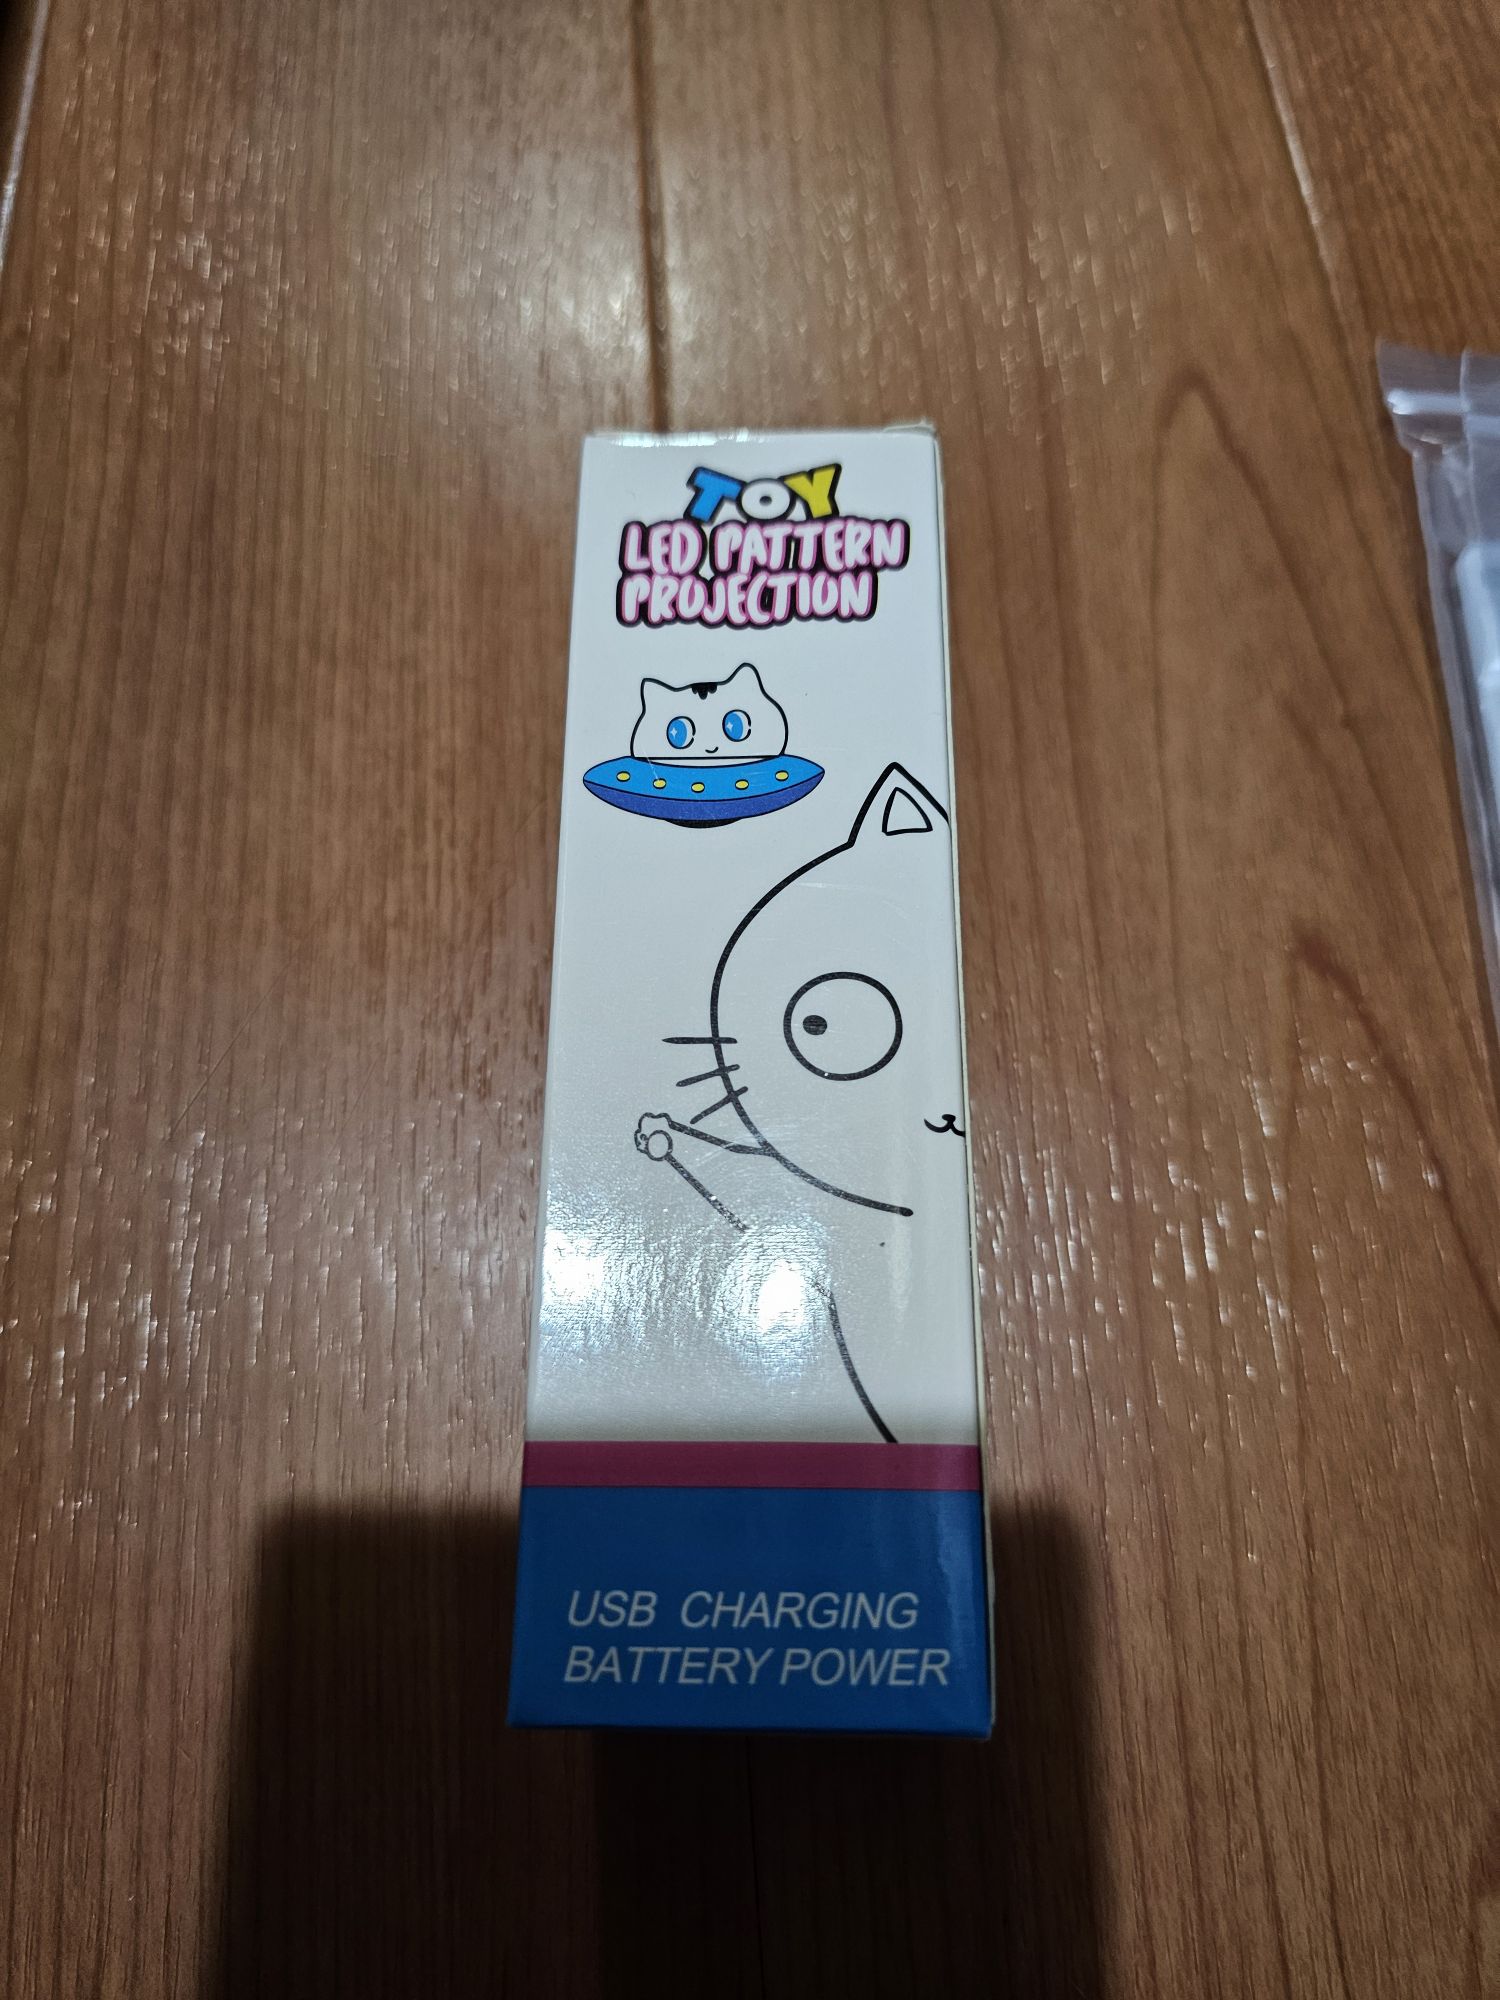 TOY
LED PATTERN
PROJECTION
USB CHARGING
BATTERY POWER